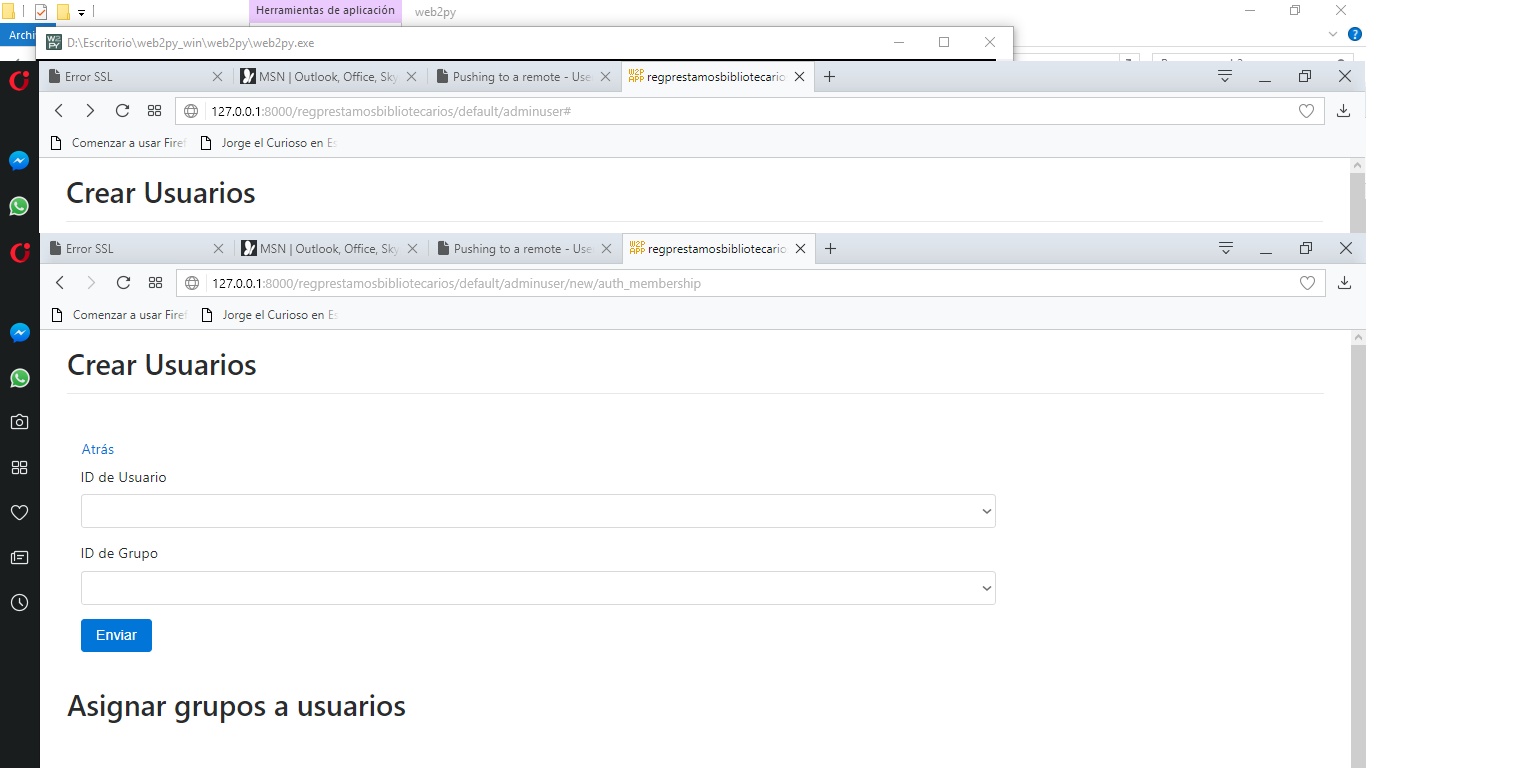 Herramientas de aplicación
web2py
Archi
D:\Escritorio\web2py_win\web2py\web2py.exe
Error SSL
MSN | Outlook, Office, Sky
Pushing to a remote - Use
regprestamosbibliotecario
127.0.0.1:8000/regprestamosbibliotecarios/default/adminuser#
Comenzar a usar Firef
Jorge el Curioso en Es
Crear Usuarios
Error SSL
MSN | Outlook, Office, Sky
Pushing to a remote - Use
regprestamosbibliotecario
127.0.0.1:8000/regprestamosbibliotecarios/default/adminuser/new/auth_membership
Comenzar a usar Firef
Jorge el Curioso en Es
Crear Usuarios
Atrás
ID de Usuario
ID de Grupo
Enviar
Asignar grupos a usuarios